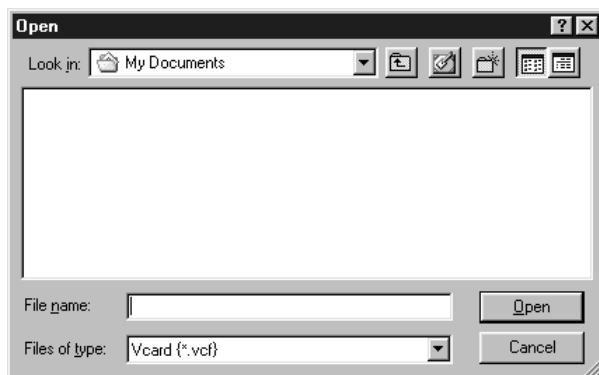 Open
Look in: My Documents
File name:
Open
Files of type: Vcard {*.vcf}
Cancel